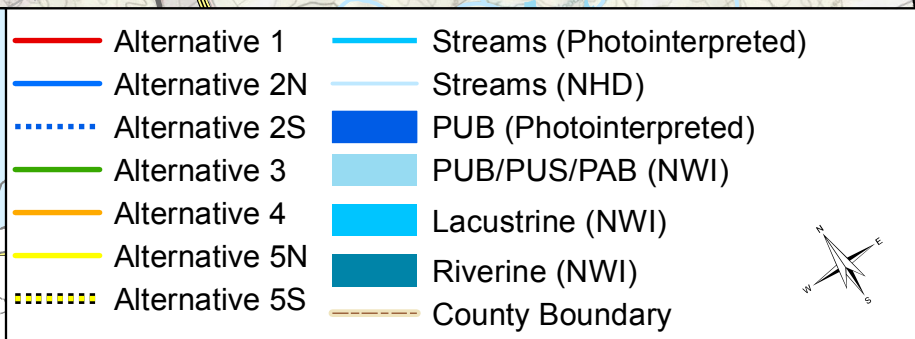 Alternative 1
Alternative 2N
Alternative 2S
Alternative 3
Alternative 4
Alternative 5N
Alternative 5S
Streams (Photointerpreted)
Streams (NHD)
PUB (Photointerpreted)
PUB/PUS/PAB (NWI)
Lacustrine (NWI)
Riverine (NWI)
County Boundary
N
E
W
S